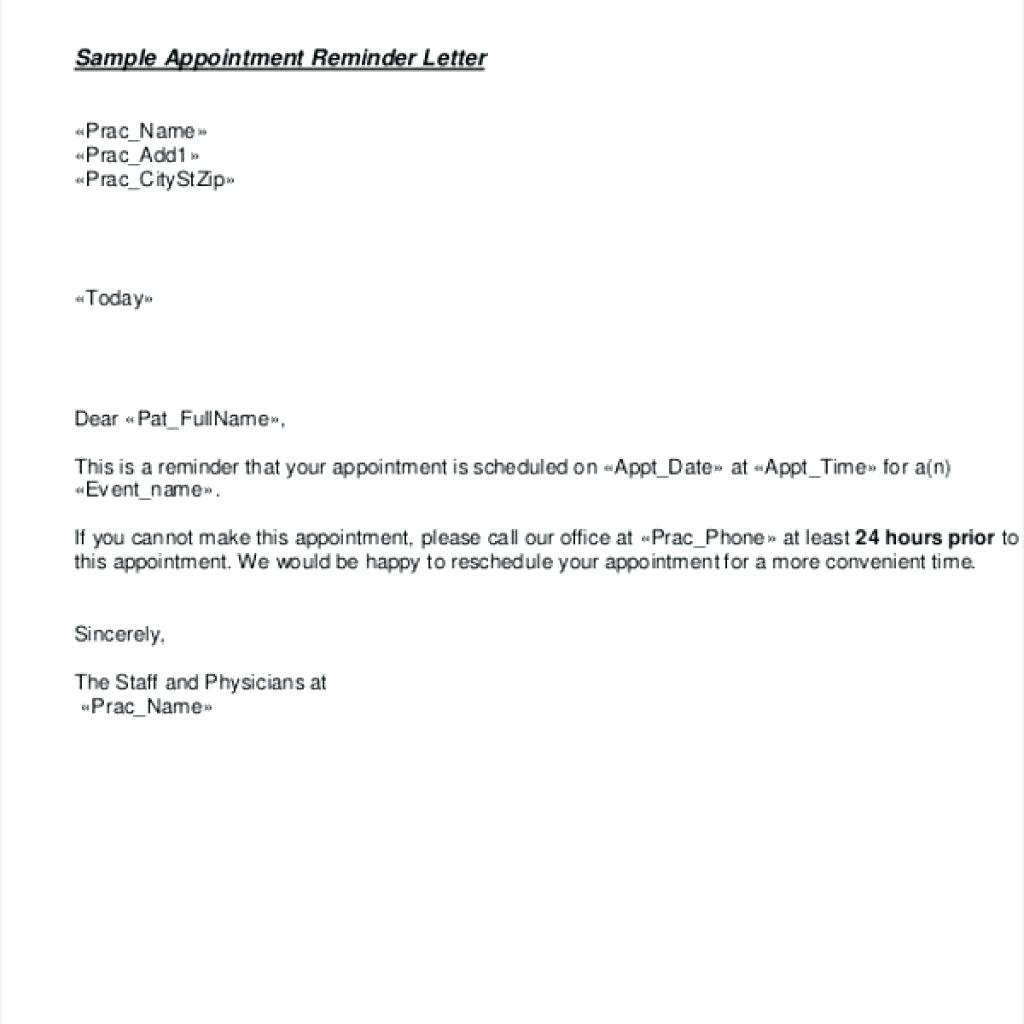 Sample Appointment Reminder Letter
«Prac_Name»
«Prac_Add1»
«Prac_CityStZip»
«Today»
Dear «Pat_FullName»,
This is a reminder that your appointment is scheduled on «Appt_Date» at «Appt_Time» for a(n)
«Event_name».
If you cannot make this appointment, please call our office at «Prac_Phone» at least 24 hours prior to
this appointment. We would be happy to reschedule your appointment for a more convenient time.
Sincerely,
The Staff and Physicians at
«Prac_Name»